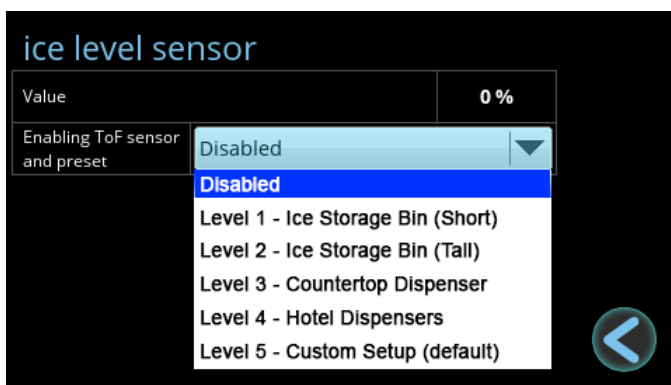 ice level sensor
Value 0 %
Enabling ToF sensor
and preset
Disabled
Disabled
Level 1 - Ice Storage Bin (Short)
Level 2 - Ice Storage Bin (Tall)
Level 3 - Countertop Dispenser
Level 4 - Hotel Dispensers
Level 5 - Custom Setup (default)